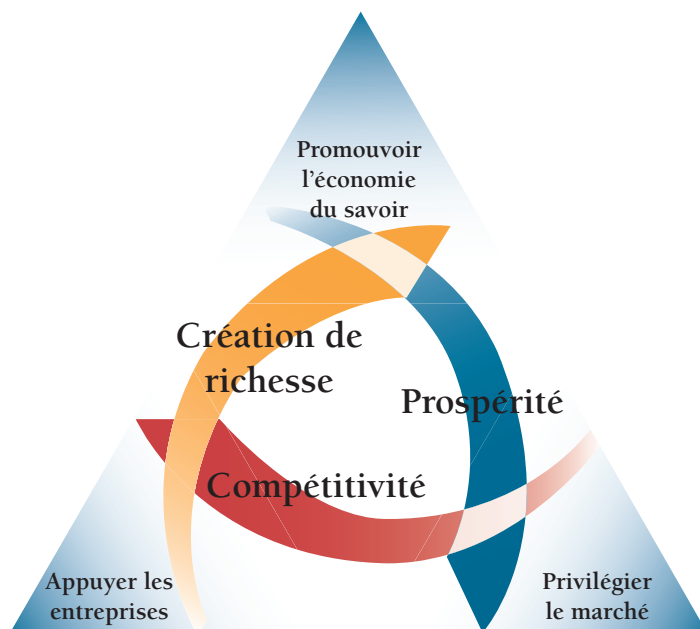 Promouvoir
l'économie
du savoir
Création de
richesse
Prospérité
Compétitivité
Appuyer les
entreprises
Privilégier
le marché